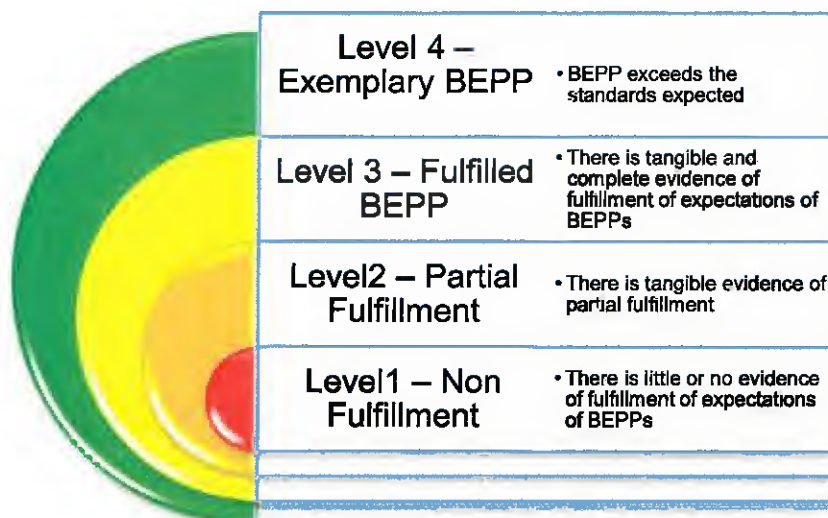 Level 4 –
Exemplary BEPP
• BEPP exceeds the
standards expected
Level 3 – Fulfilled
BEPP
• There is tangible and
complete evidence of
fulfillment of expectations of
BEPPs
Level2 – Partial
Fulfillment
• There is tangible evidence of
partial fulfillment
Level1 – Non
Fulfillment
• There is little or no evidence
of fulfillment of expectations
of BEPPs